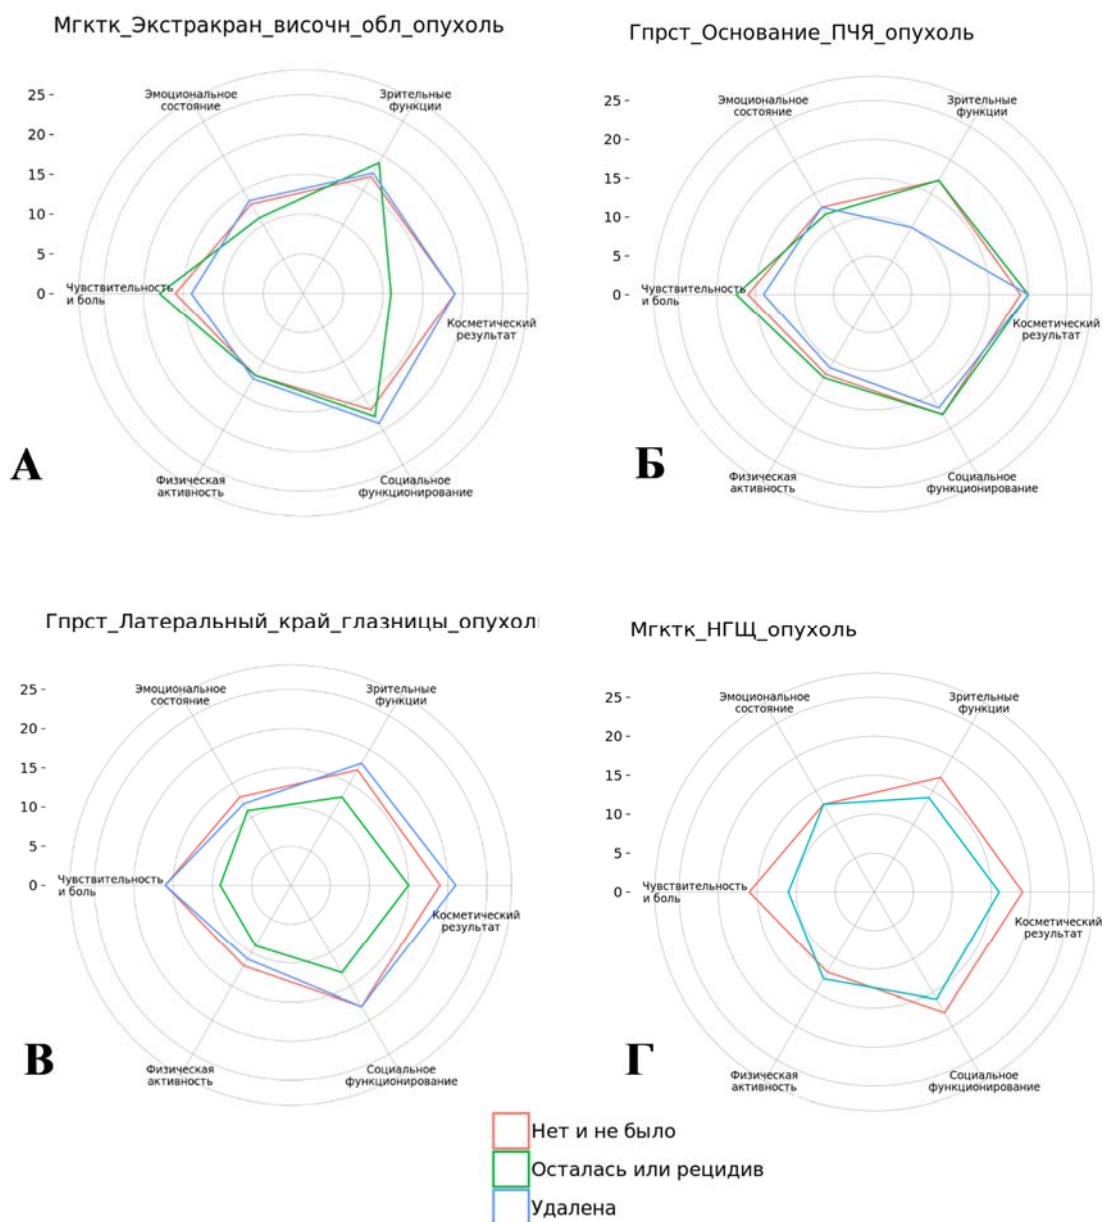 Мгктк_Экстракран_височн_обл_опухоль
Эмоциональное
состояние
Зрительные
функции
25
20
15
10
5
0
Чувствительность
и боль
Косметический
результат
Физическая
активность
Социальное
функционирование
А
Гпрст_Основание_ПЧЯ_опухоль
Эмоциональное
состояние
Зрительные
функции
25
20
15
10
5
0
Чувствительность
и боль
Косметический
результат
Физическая
активность
Социальное
функционирование
Б
Гпрст_Латеральный_край_глазницы_опухол
Эмоциональное
состояние
Зрительные
функции
25
20
15
10
5
0
Чувствительность
и боль
Косметический
результат
Физическая
активность
Социальное
функционирование
В
Мгктк_НГЩ_опухоль
Эмоциональное
состояние
Зрительные
функции
25
20
15
10
5
0
Чувствительность
и боль
Косметический
результат
Физическая
активность
Социальное
функционирование
Г
Нет и не было
Осталась или рецидив
Удалена